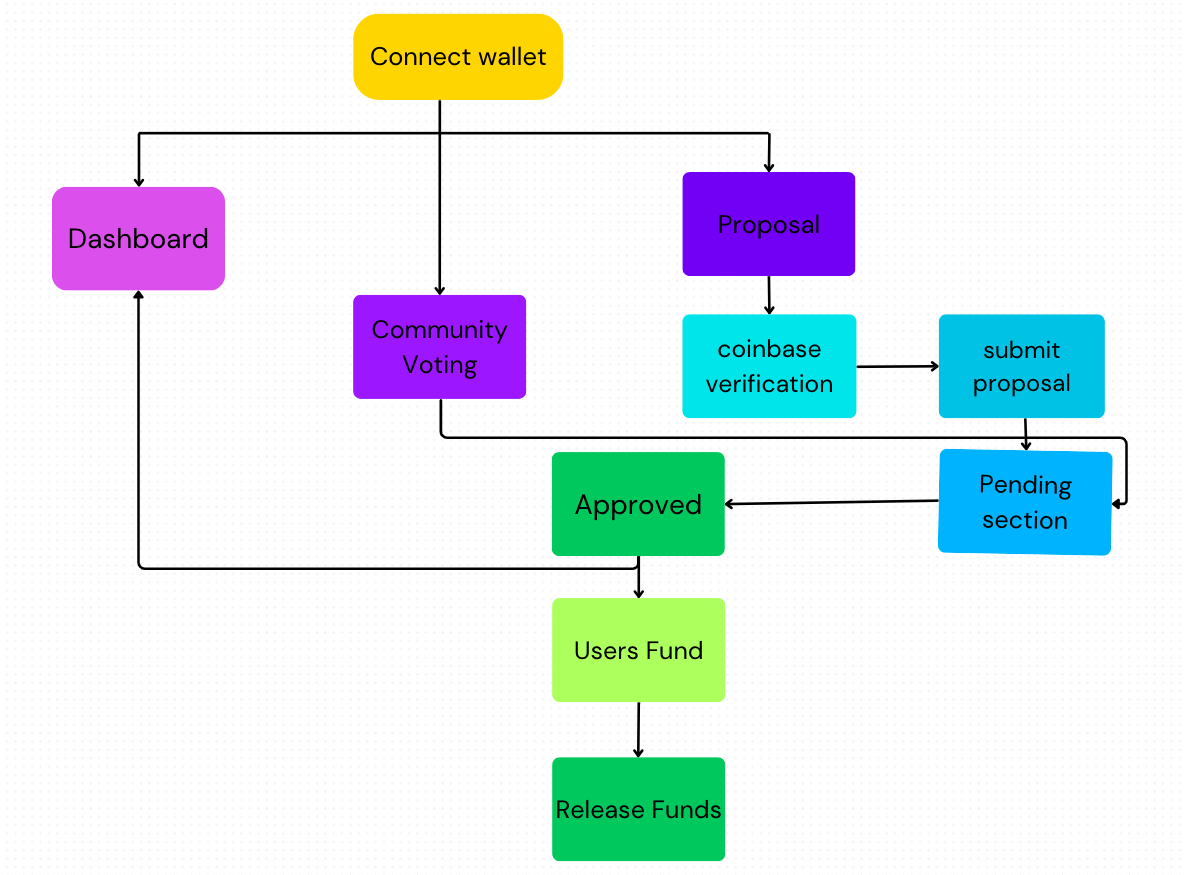 Connect wallet
Dashboard
Proposal
Community
Voting
coinbase
verification
submit
proposal
Approved
Pending
section
Users Fund
Release Funds